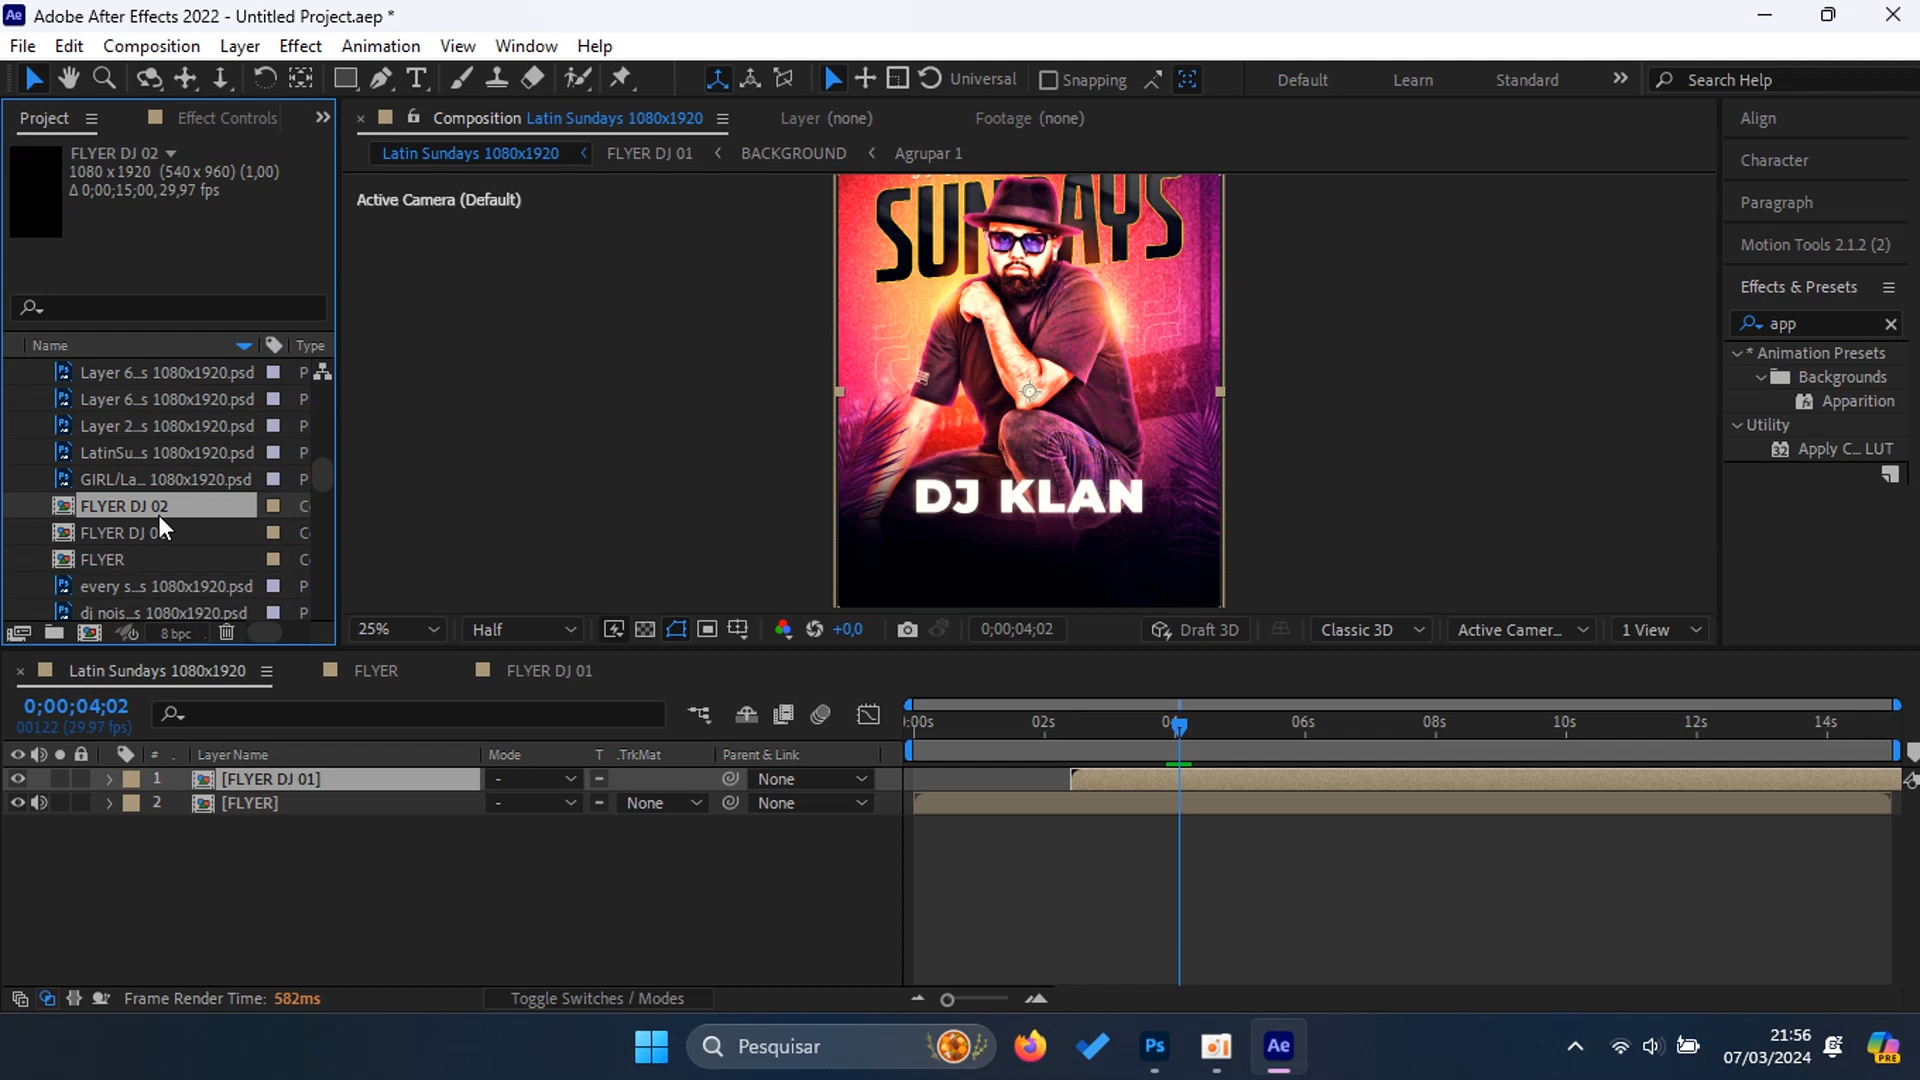 Ae Adobe After Effects 2022 - Untitled Project.aep *
File Edit Composition Layer Effect Animation View Window Help
Universal Snapping Default Learn Standard Search Help
Project Effect Controls
Composition Latin Sundays 1080x1920 Layer (none) Footage (none)
Latin Sundays 1080x1920 FLYER DJ 01 BACKGROUND Agrupar 1
FLYER DJ 02
1080 x 1920 (540 x 960) (1,00)
Δ 0;00;15;00, 29,97 fps
Active Camera (Default)
SUNDAYS
DJ KLAN
Name Type
Layer 6...s 1080x1920.psd P
Layer 6...s 1080x1920.psd P
Layer 2...s 1080x1920.psd P
LatinSu...s 1080x1920.psd P
GIRL/La... 1080x1920.psd P
FLYER DJ 02 C
FLYER DJ 0 C
FLYER C
every s...s 1080x1920.psd P
dj nois...s 1080x1920.psd P
8 bpc
25% Half +0,0 0;00;04;02 Draft 3D Classic 3D Active Camer... 1 View
Align
Character
Paragraph
Motion Tools 2.1.2 (2)
Effects & Presets
app
* Animation Presets
Backgrounds
Apparition
Utility
32 Apply C... LUT
Latin Sundays 1080x1920 FLYER FLYER DJ 01
0;00;04;02
00122 (29.97 fps)
:00s 02s 04s 06s 08s 10s 12s 14s
# Layer Name Mode T .TrkMat Parent & Link
1 [FLYER DJ 01] - None
2 [FLYER] - None None
Frame Render Time: 582ms Toggle Switches / Modes
Pesquisar Ps Ae 21:56
07/03/2024
PRE